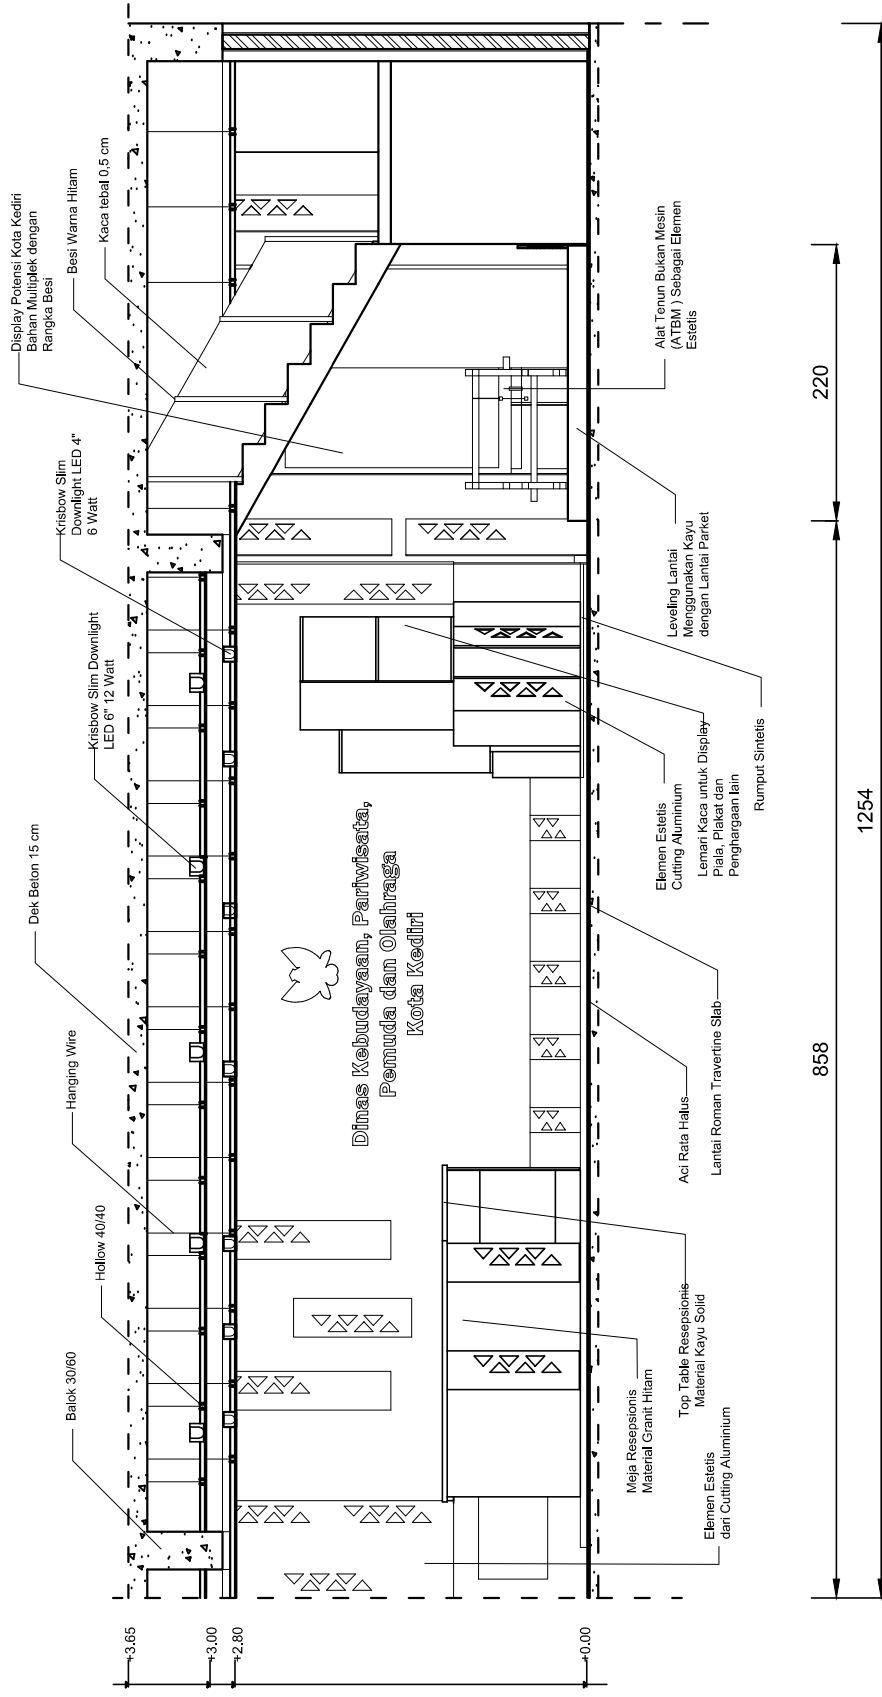 Balok 30/60
Hollow 40/40
Hanging Wire
Dek Beton 15 cm
Krisbow Slim Downlight
LED 6" 12 Watt
Krisbow Slim
Downlight LED 4"
6 Watt
Display Potensi Kota Kediri
Bahan Multiplek dengan
Rangka Besi
Besi Warna Hitam
Kaca tebal 0,5 cm
+3.65
+3.00
+2.80
+0.00
Dinas Kebudayaan, Pariwisata,
Pemuda dan Olahraga
Kota Kediri
Meja Resepsionis
Material Granit Hitam
Top Table Resepsionis
Material Kayu Solid
Elemen Estetis
dari Cutting Aluminium
Aci Rata Halus
Lantai Roman Travertine Slab
Elemen Estetis
Cutting Aluminium
Lemari Kaca untuk Display
Piala, Plakat dan
Penghargaan lain
Rumput Sintetis
Leveling Lantai
Menggunakan Kayu
dengan Lantai Parket
Alat Tenun Bukan Mesin
(ATBM ) Sebagai Elemen
Estetis
858
220
1254